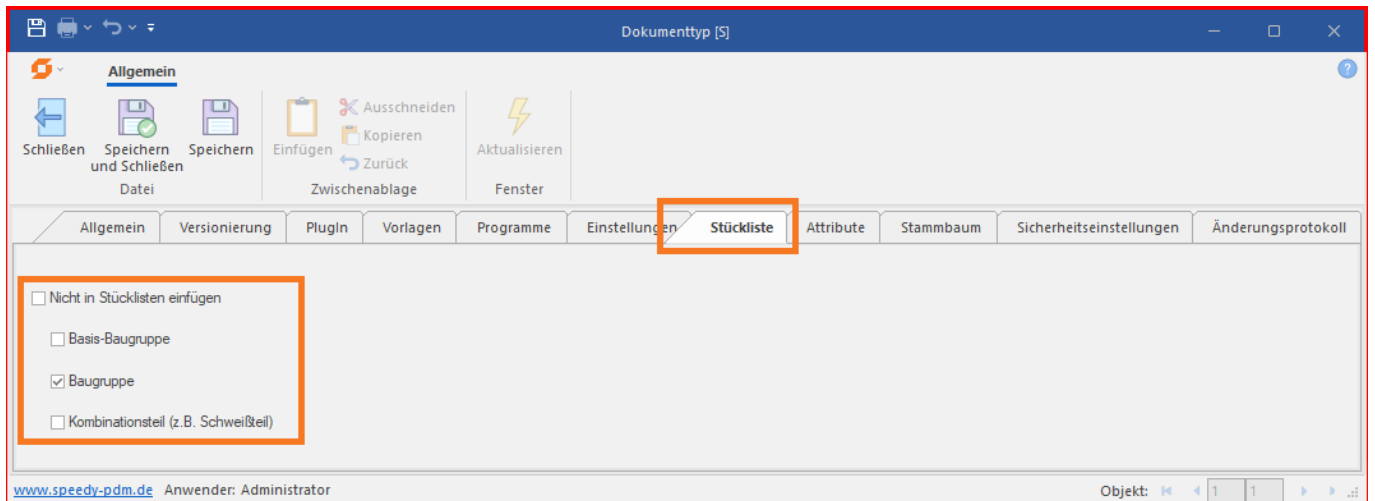 Dokumenttyp [S]
Allgemein
?
Schließen
Speichern und Schließen
Speichern
Datei
Einfügen
Ausschneiden
Kopieren
Zurück
Zwischenablage
Aktualisieren
Fenster
Allgemein Versionierung PlugIn Vorlagen Programme Einstellungen Stückliste Attribute Stammbaum Sicherheitseinstellungen Änderungsprotokoll
Nicht in Stücklisten einfügen
Basis-Baugruppe
Baugruppe
Kombinationsteil (z.B. Schweißteil)
www.speedy-pdm.de Anwender: Administrator Objekt: 1 1